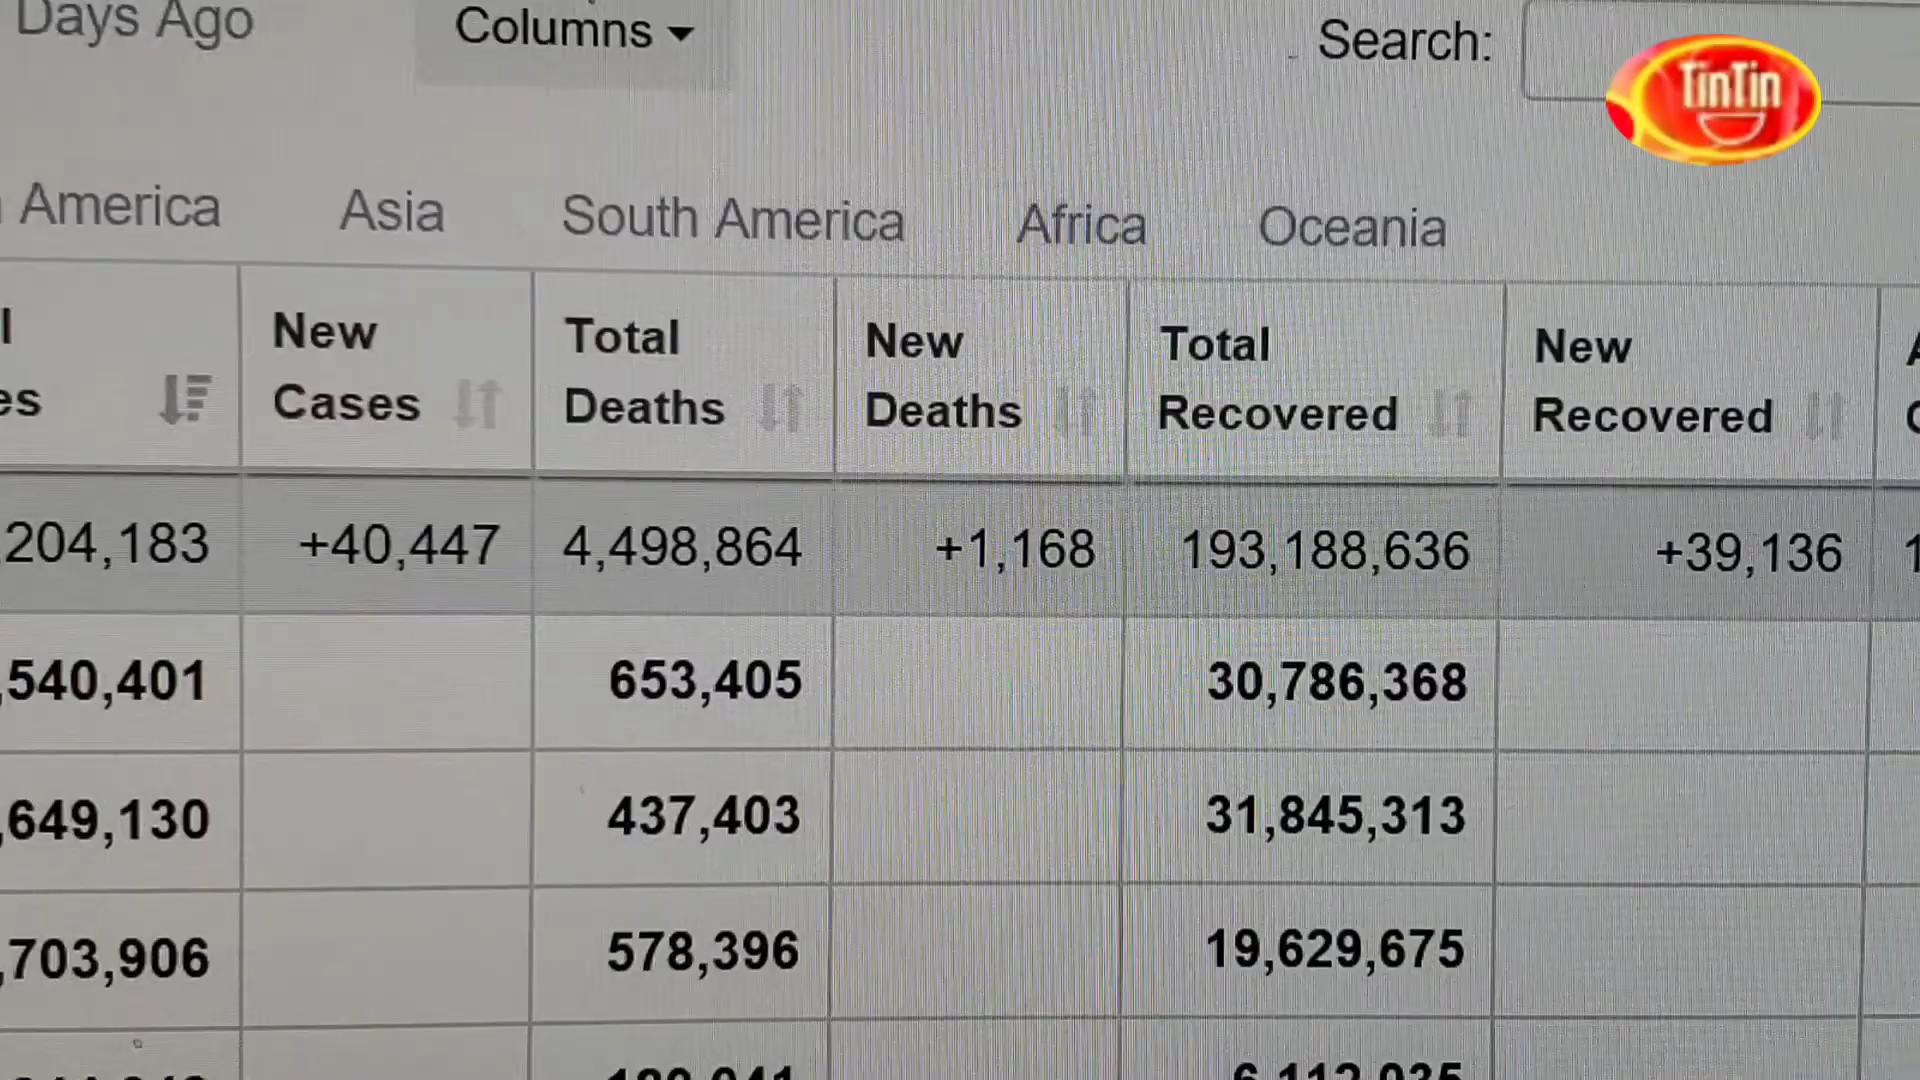 Days Ago
Columns
Search:
TinTin
America
Asia
South America
Africa
Oceania
New Cases
Total Deaths
New Deaths
Total Recovered
New Recovered
204,183 +40,447 4,498,864 +1,168 193,188,636 +39,136
,540,401 653,405 30,786,368
,649,130 437,403 31,845,313
,703,906 578,396 19,629,675